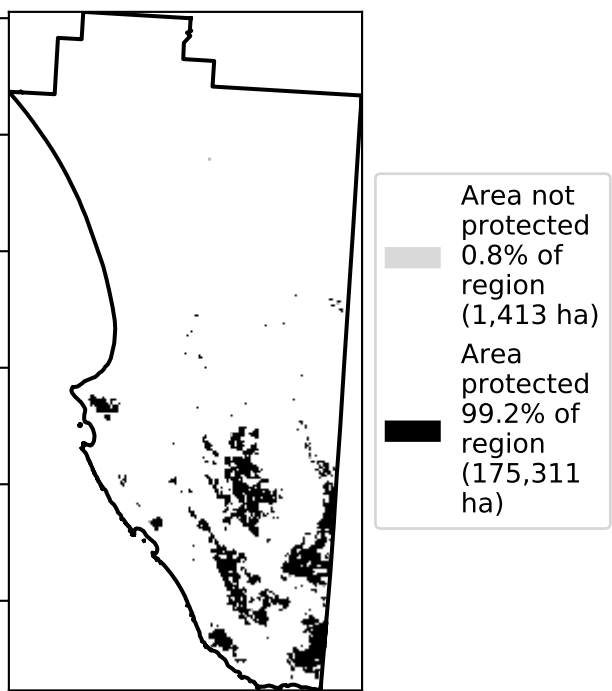 Area not
protected
0.8% of
region
(1,413 ha)
Area
protected
99.2% of
region
(175,311
ha)